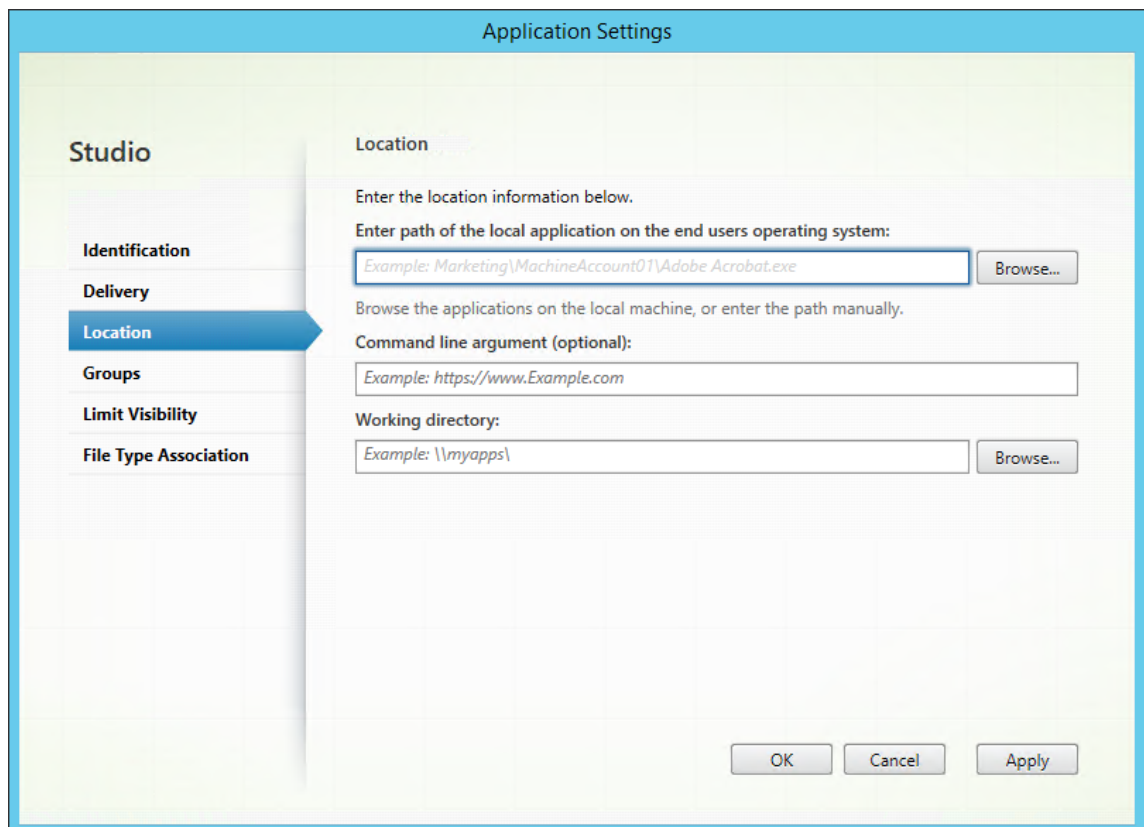 Application Settings
Studio
Identification
Delivery
Location
Groups
Limit Visibility
File Type Association
Location
Enter the location information below.
Enter path of the local application on the end users operating system:
Example: Marketing\MachineAccount01\Adobe Acrobat.exe
Browse...
Browse the applications on the local machine, or enter the path manually.
Command line argument (optional):
Example: https://www.Example.com
Working directory:
Example: \\myapps\
Browse...
OK
Cancel
Apply